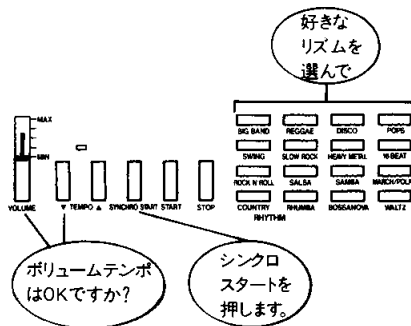 好きな
リズムを
選んで
MAX
MIN
BIG BAND REGGAE DISCO POPS
SWING SLOW ROCK HEAVY METAL 16-BEAT
ROCK N ROLL SALSA SAMBA MARCH/POLKA
COUNTRY RHUMBA BOSSANOVA WALTZ
RHYTHM
VOLUME ▼ TEMPO ▲ SYNCHRO START START STOP
ボリュームテンポ
はOKですか?
シンクロ
スタートを
押します。